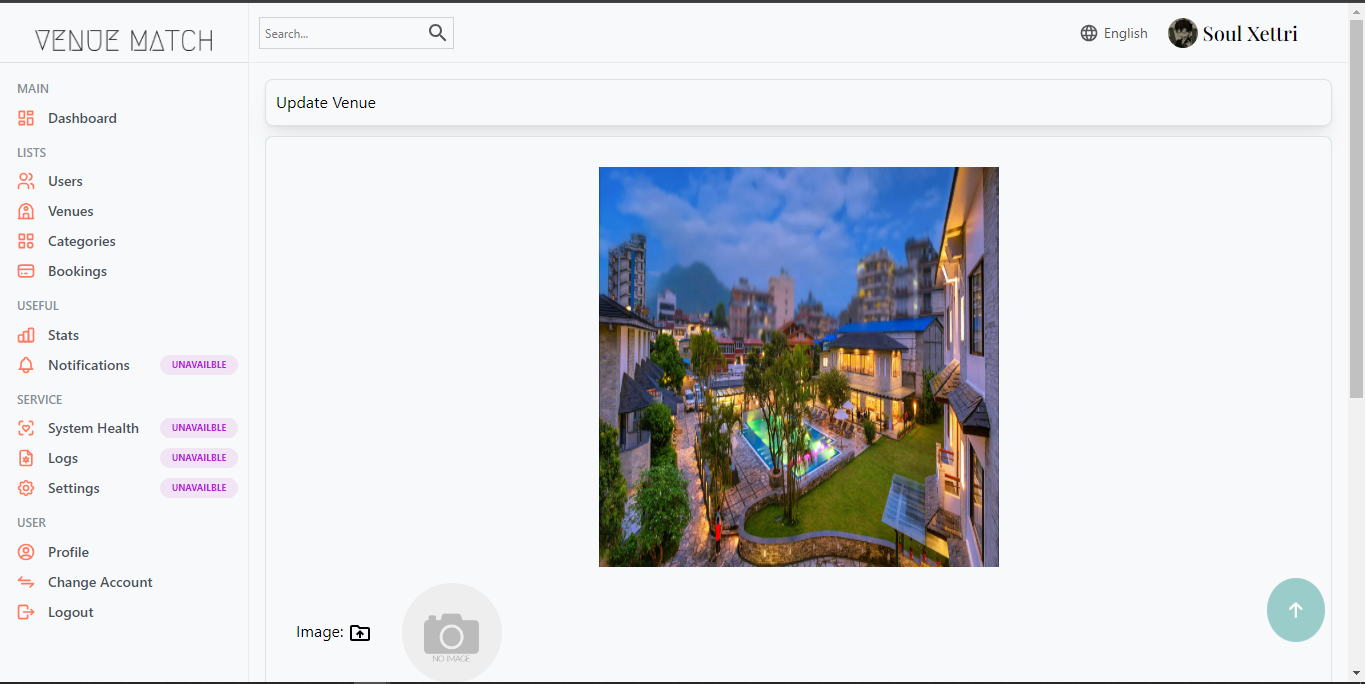 VENUE MATCH
Search...
English
Soul Xettri
MAIN
Dashboard
LISTS
Users
Venues
Categories
Bookings
USEFUL
Stats
Notifications UNAVAILBLE
SERVICE
System Health UNAVAILBLE
Logs UNAVAILBLE
Settings UNAVAILBLE
USER
Profile
Change Account
Logout
Update Venue
Image:
NO IMAGE